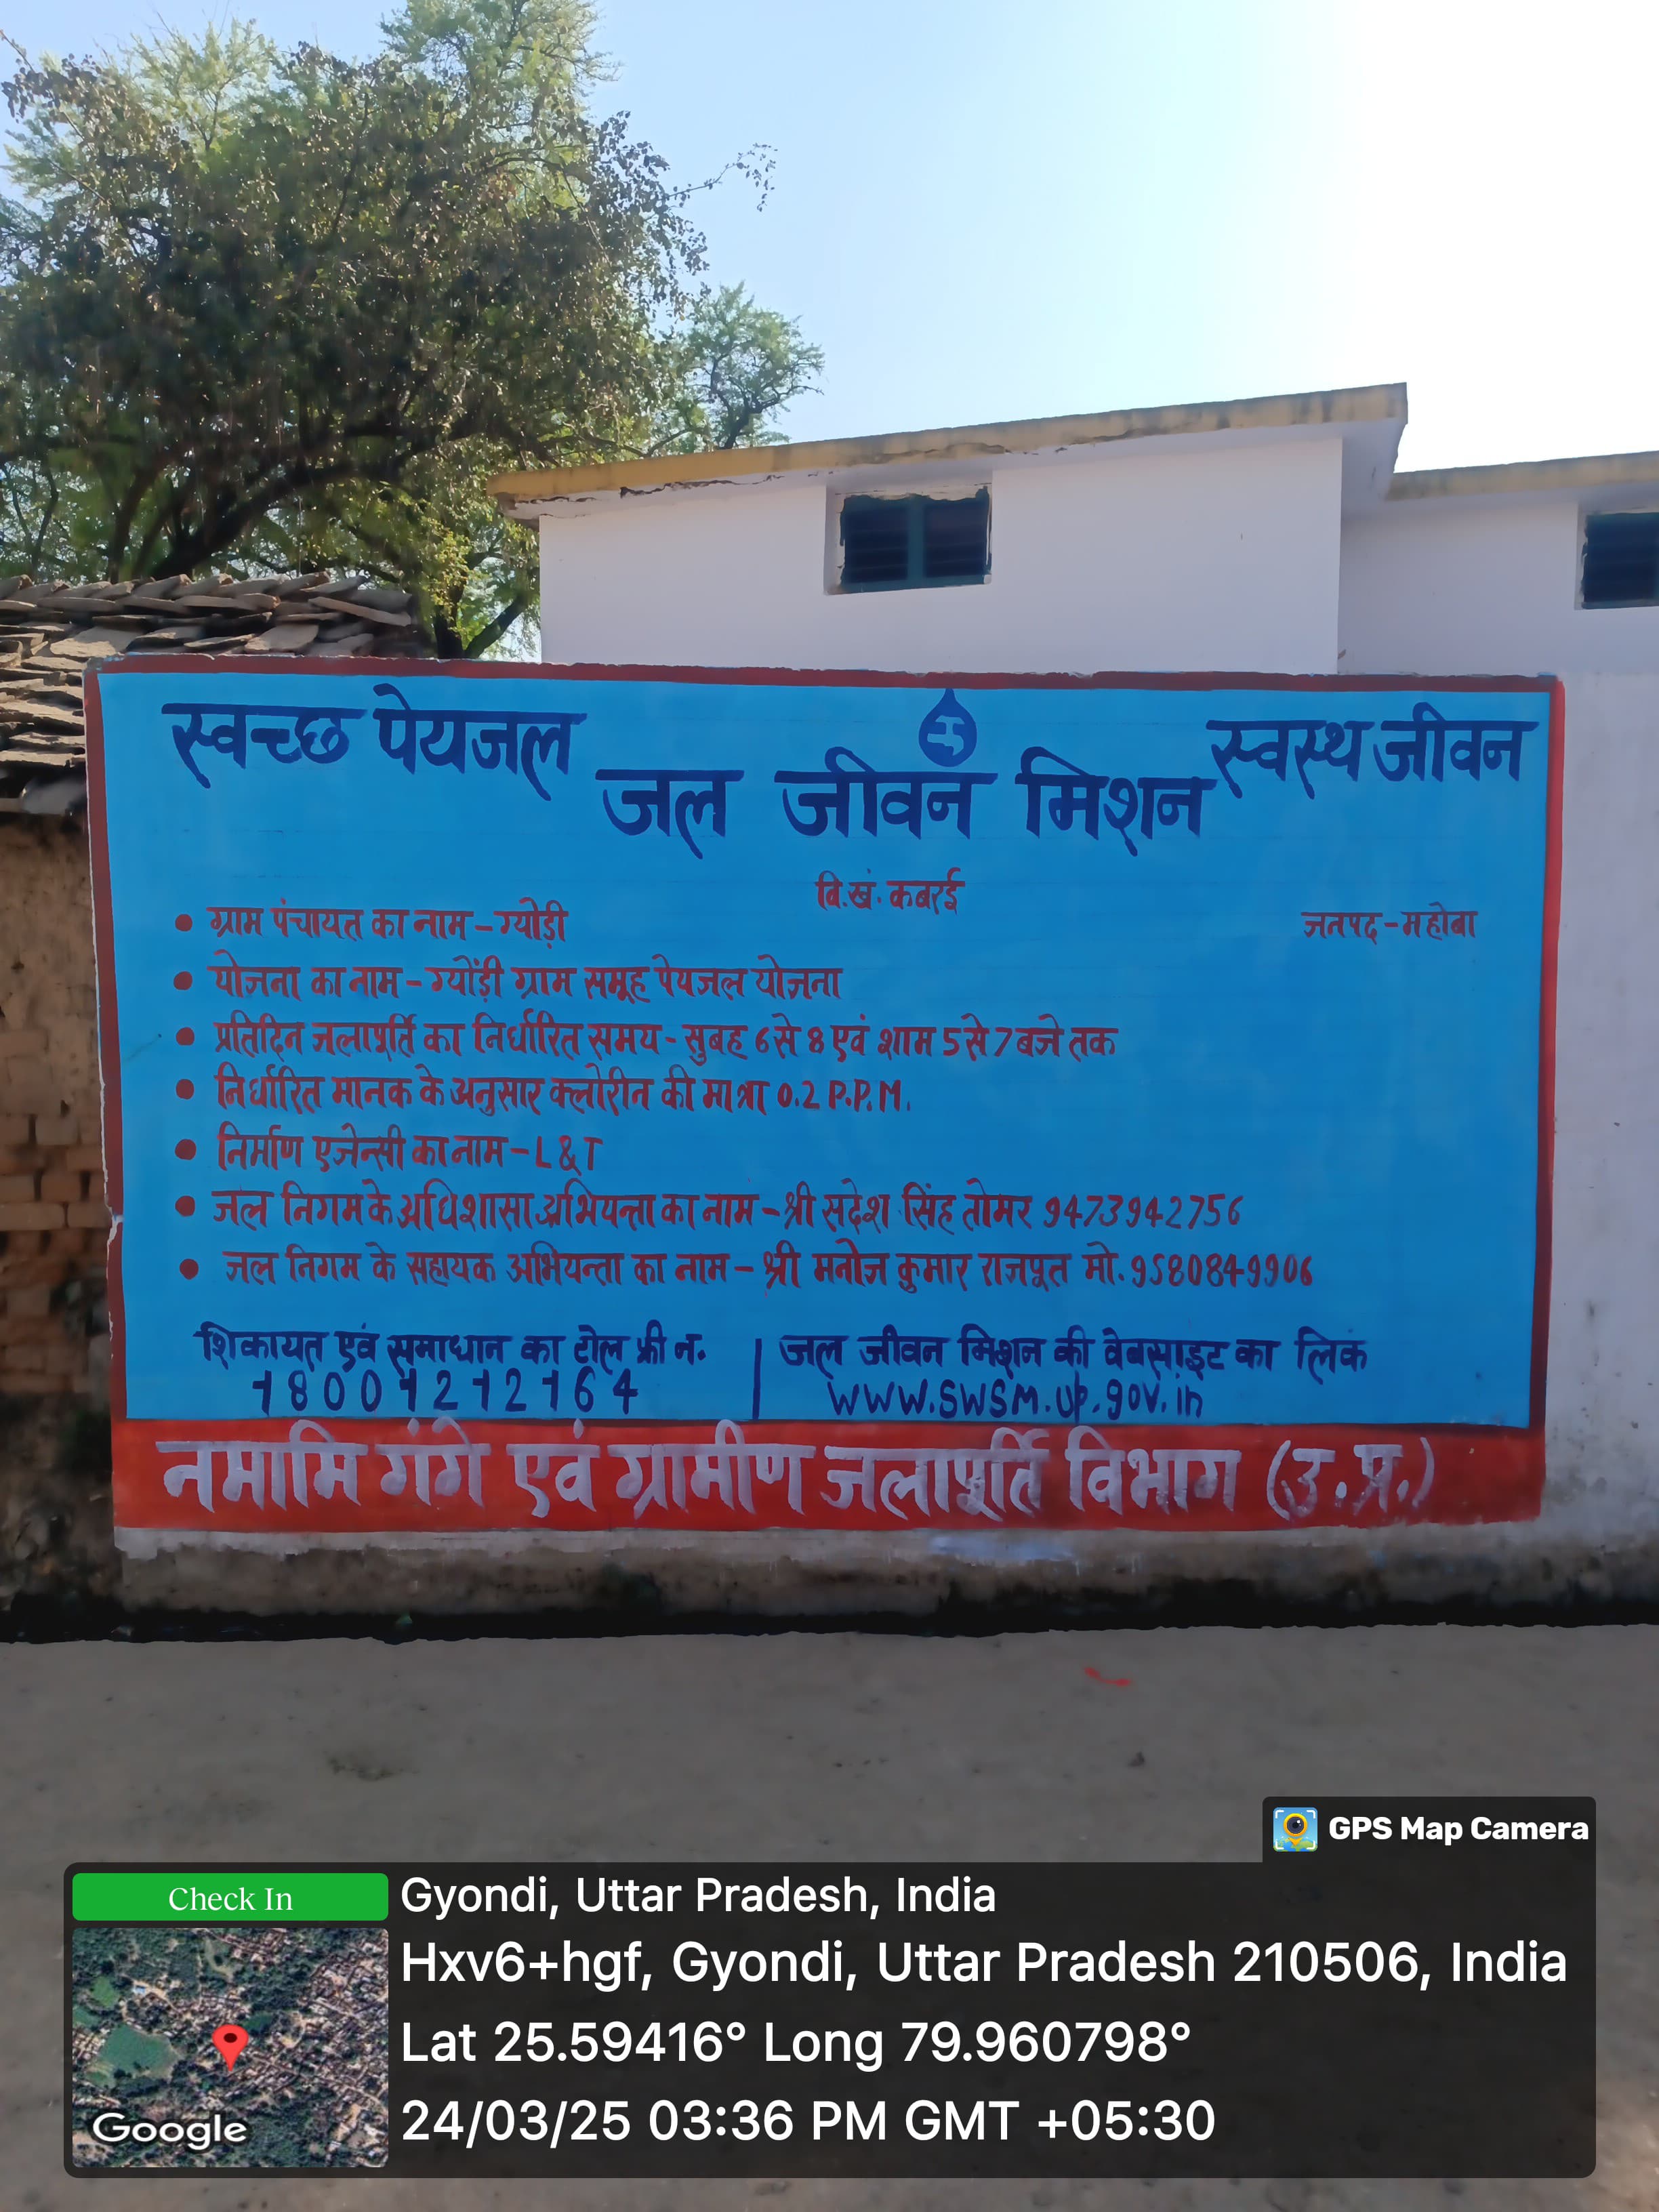 स्वच्छ पेयजल
स्वस्थ जीवन
जल जीवन मिशन
वि.खं. कबरई
• ग्राम पंचायत का नाम - ग्योड़ी
जनपद - महोबा
• योजना का नाम - ग्योंड़ी ग्राम समूह पेयजल योजना
• प्रतिदिन जलापूर्ति का निर्धारित समय - सुबह 6 से 8 एवं शाम 5 से 7 बजे तक
• निर्धारित मानक के अनुसार क्लोरीन की मात्रा 0.2 P.P.M.
• निर्माण एजेन्सी का नाम - L & T
• जल निगम के अधिशासा अभियन्ता का नाम - श्री संदेश सिंह तोमर 9473942756
• जल निगम के सहायक अभियन्ता का नाम - श्री मनोज कुमार राजपूत मो. 9580849906
शिकायत एवं समाधान का टोल फ्री न.
18001212164
जल जीवन मिशन की वेबसाइट का लिंक
WWW.SWSM.up.gov.in
नमामि गंगे एवं ग्रामीण जलापूर्ति विभाग (उ.प्र.)
GPS Map Camera
Check In
Gyondi, Uttar Pradesh, India
Hxv6+hgf, Gyondi, Uttar Pradesh 210506, India
Lat 25.59416° Long 79.960798°
24/03/25 03:36 PM GMT +05:30
Google